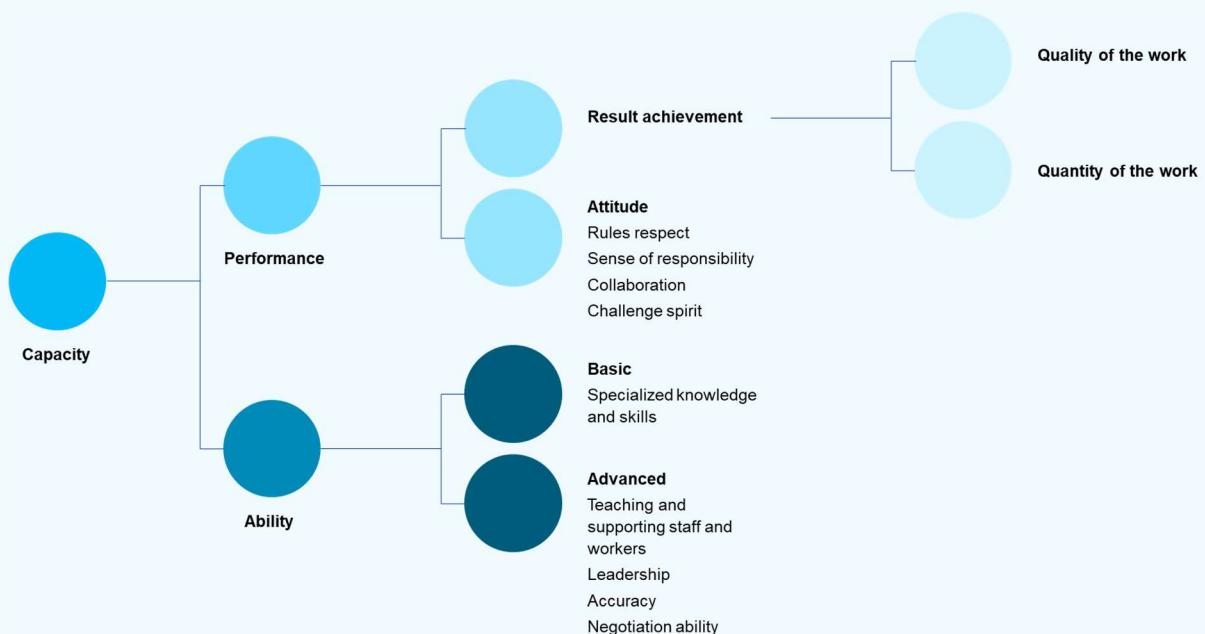 Capacity
Performance
Ability
Result achievement
Attitude
Rules respect
Sense of responsibility
Collaboration
Challenge spirit
Basic
Specialized knowledge
and skills
Advanced
Teaching and
supporting staff and
workers
Leadership
Accuracy
Negotiation ability
Quality of the work
Quantity of the work